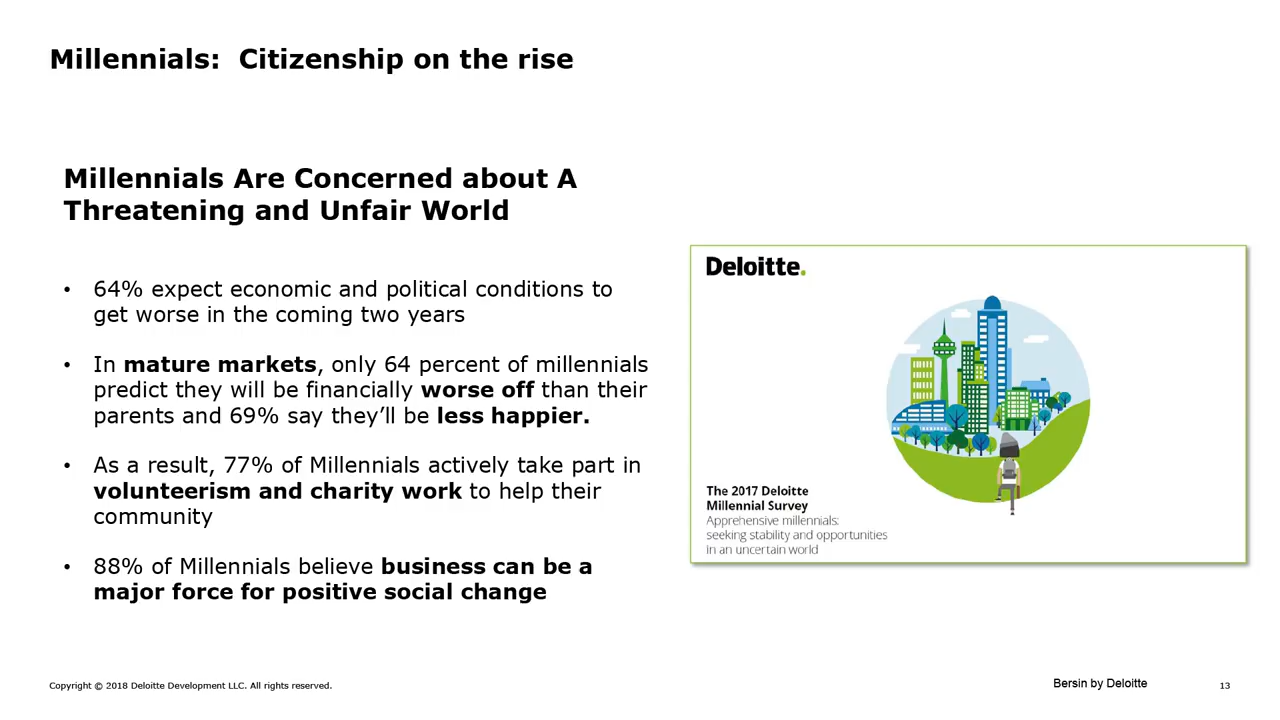 Millennials:  Citizenship on the rise
Millennials Are Concerned about A
Threatening and Unfair World
• 64% expect economic and political conditions to
get worse in the coming two years
• In mature markets, only 64 percent of millennials
predict they will be financially worse off than their
parents and 69% say they’ll be less happier.
• As a result, 77% of Millennials actively take part in
volunteerism and charity work to help their
community
• 88% of Millennials believe business can be a
major force for positive social change
Deloitte.
The 2017 Deloitte
Millennial Survey
Apprehensive millennials:
seeking stability and opportunities
in an uncertain world
Copyright © 2018 Deloitte Development LLC. All rights reserved.
Bersin by Deloitte
13